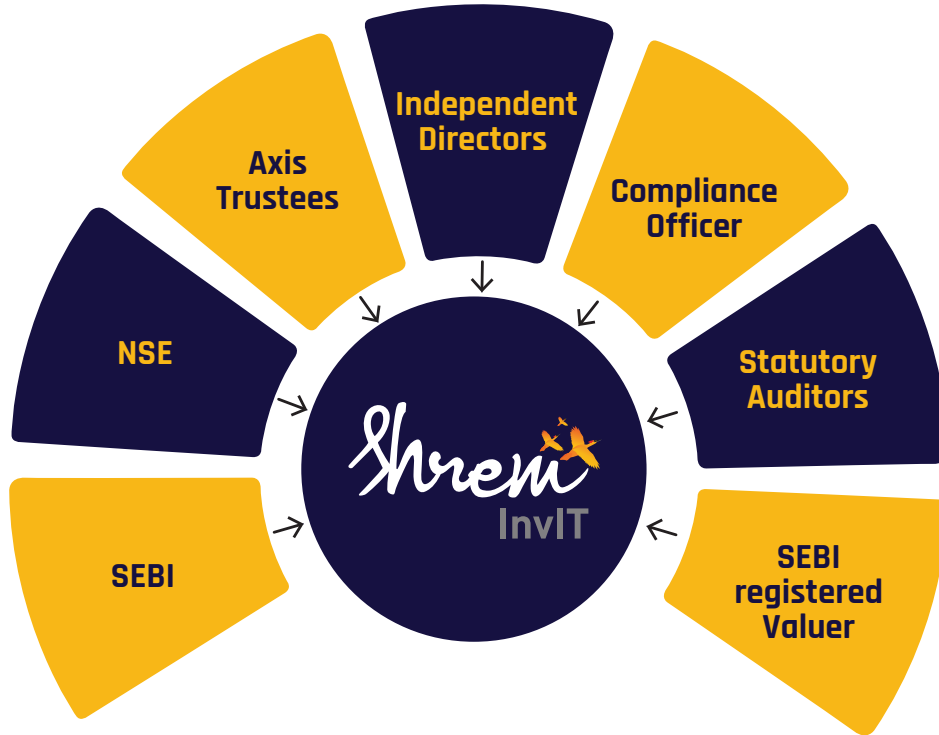 Independent
Directors
Axis
Trustees
Compliance
Officer
NSE
Statutory
Auditors
Shrem
InvIT
SEBI
SEBI
registered
Valuer